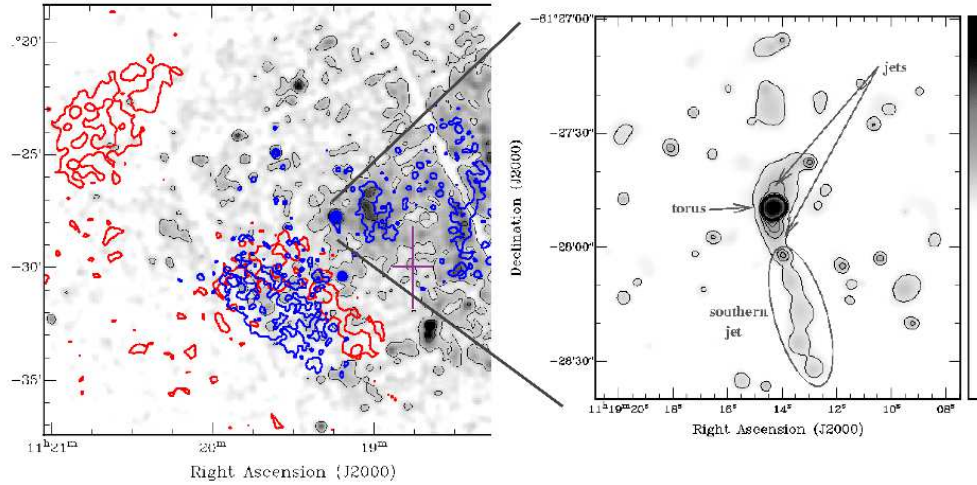 .°20'
−25'
−30'
−35'
11ʰ21ᵐ
20ᵐ
19ᵐ
Right Ascension (J2000)
−61°27'00"
−27'30"
−28'00"
−28'30"
Declination (J2000)
jets
torus
southern
jet
11ʰ19ᵐ20ˢ
18ˢ
16ˢ
14ˢ
12ˢ
10ˢ
08ˢ
Right Ascension (J2000)